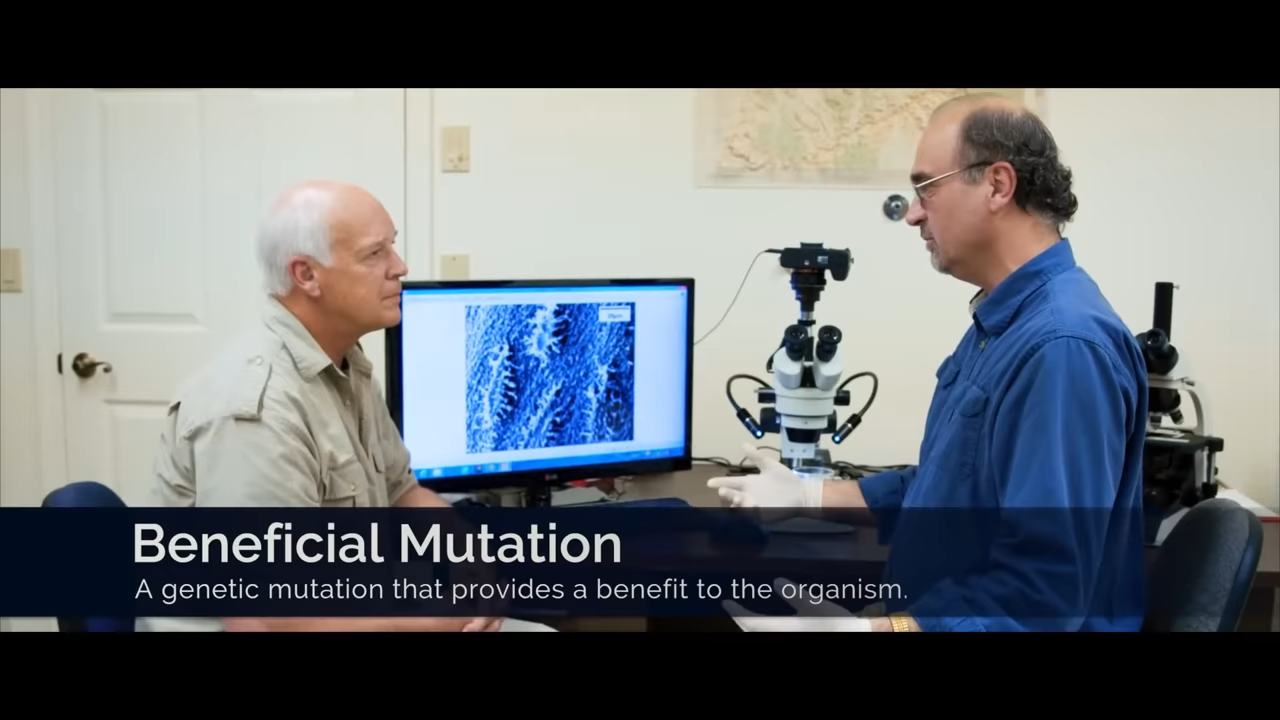 Beneficial Mutation
A genetic mutation that provides a benefit to the organism.